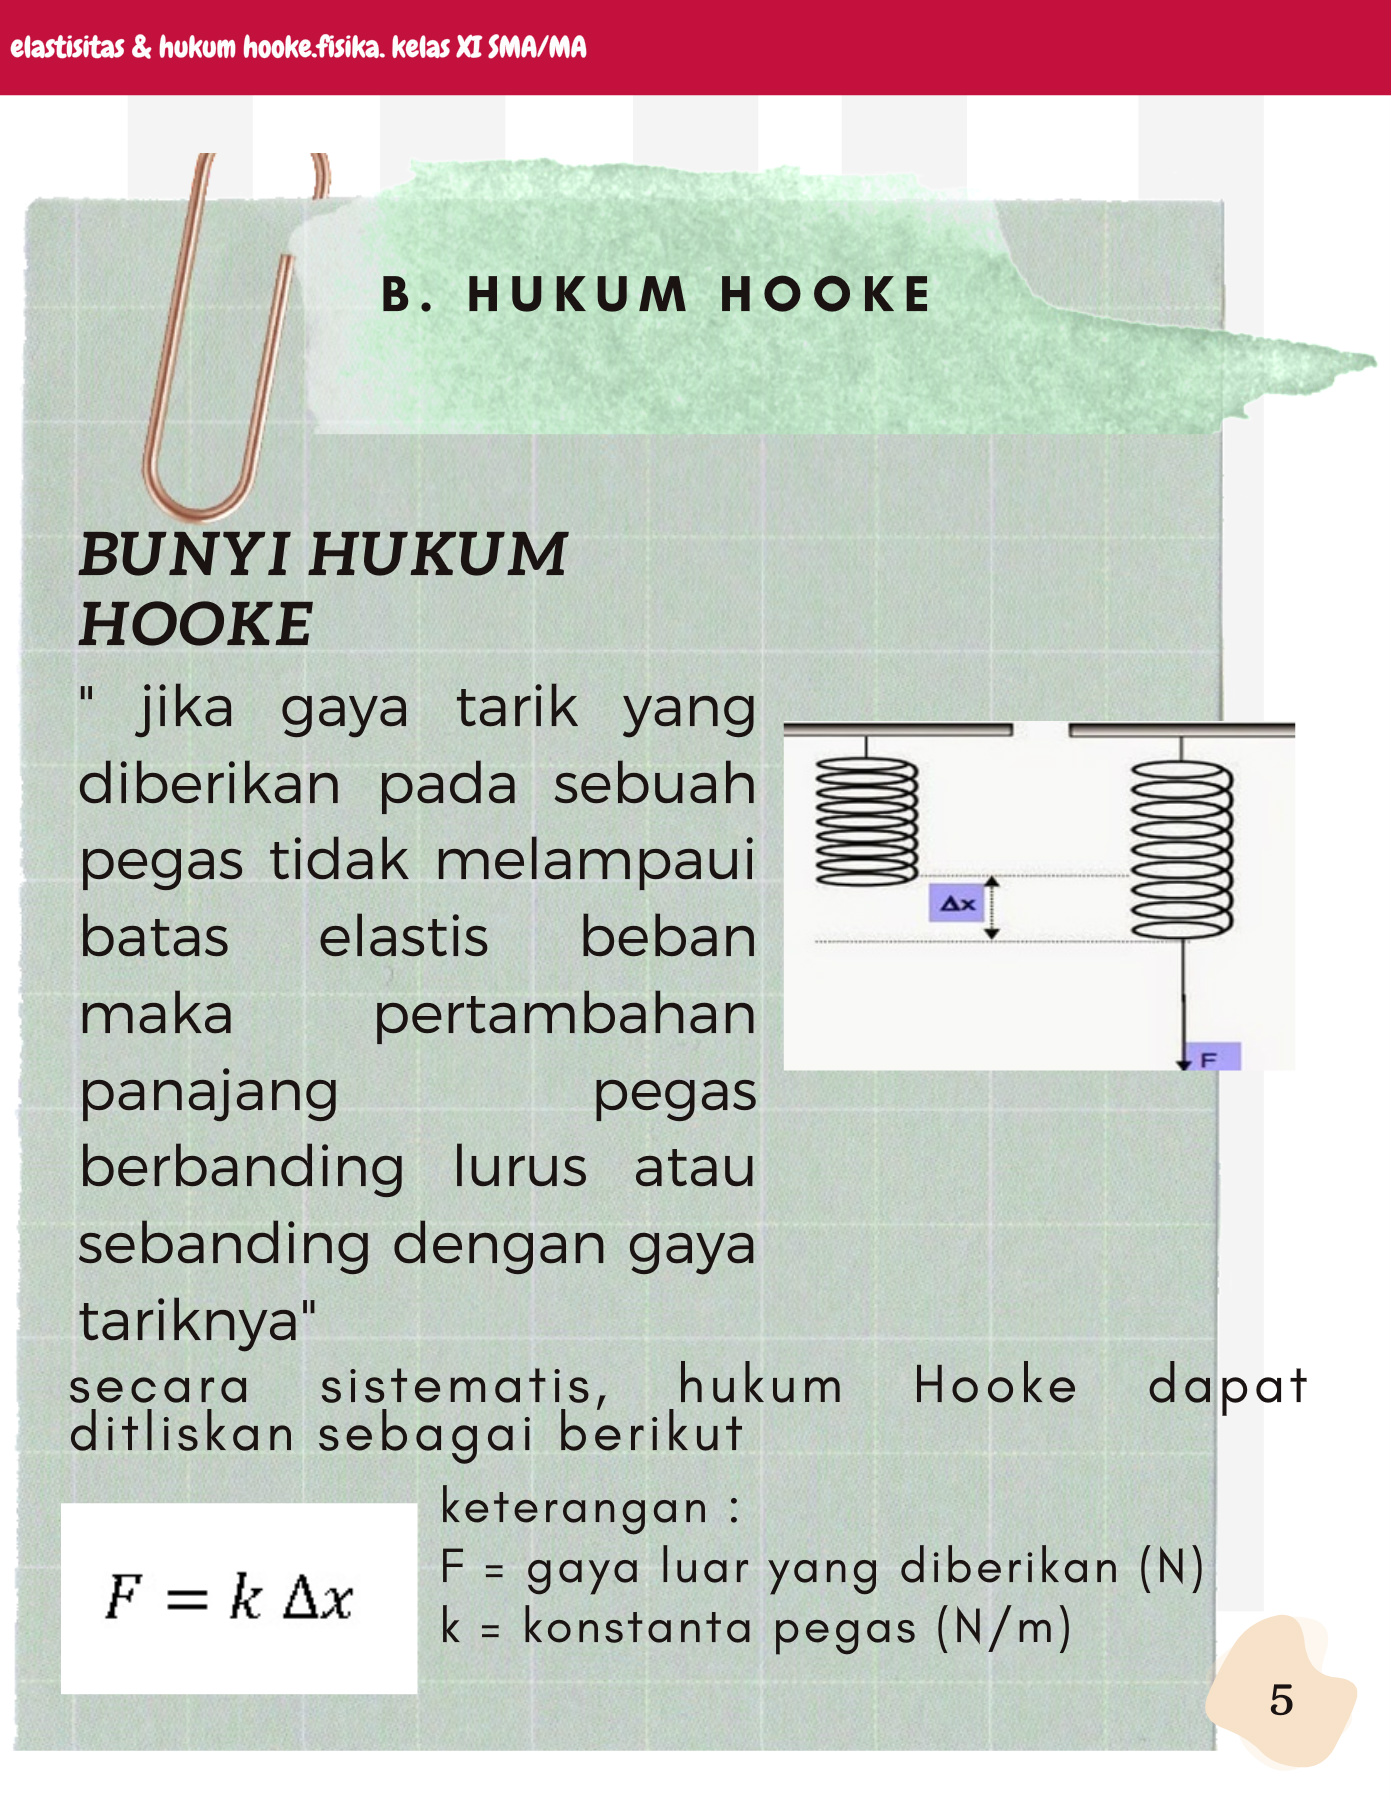 elastisitas & hukum hooke.fisika. kelas XI SMA/MA
B. HUKUM HOOKE
BUNYI HUKUM
HOOKE
" jika gaya tarik yang
diberikan pada sebuah
pegas tidak melampaui
batas elastis beban
maka pertambahan
panajang pegas
berbanding lurus atau
sebanding dengan gaya
tariknya"
Δx
F
secara sistematis, hukum Hooke dapat
ditliskan sebagai berikut
F = k Δx
keterangan :
F = gaya luar yang diberikan (N)
k = konstanta pegas (N/m)
5